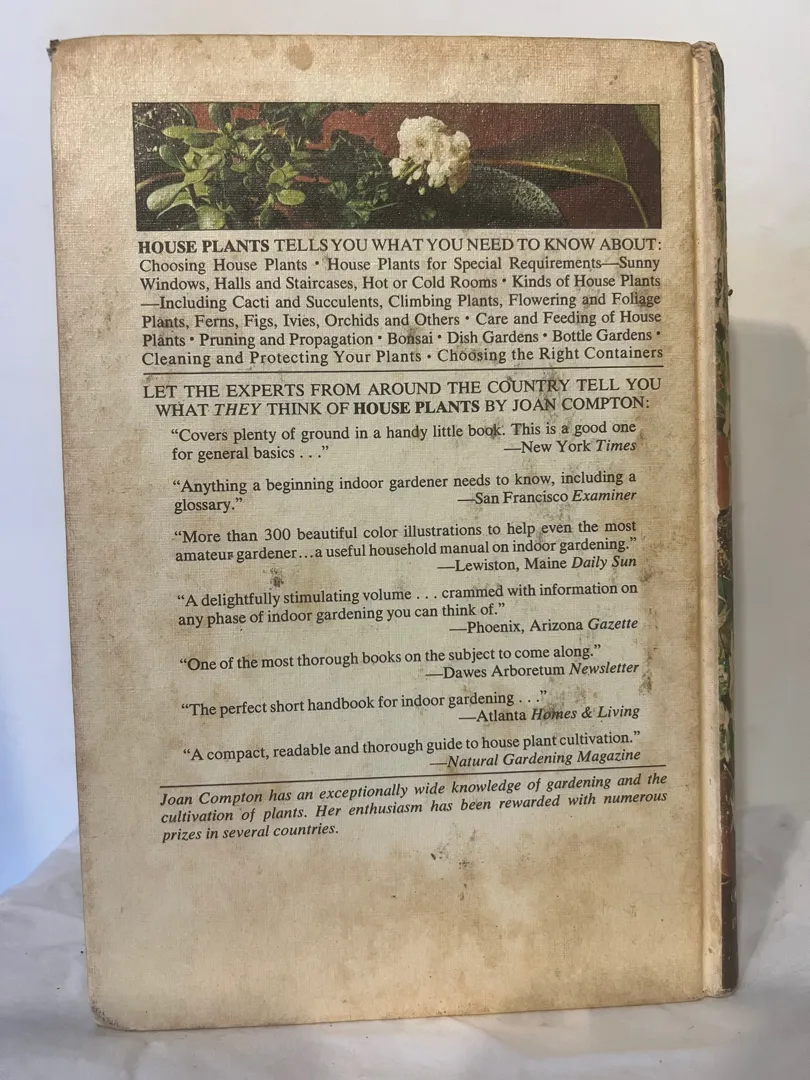 HOUSE PLANTS TELLS YOU WHAT YOU NEED TO KNOW ABOUT:
Choosing House Plants • House Plants for Special Requirements—Sunny
Windows, Halls and Staircases, Hot or Cold Rooms • Kinds of House Plants
—Including Cacti and Succulents, Climbing Plants, Flowering and Foliage
Plants, Ferns, Figs, Ivies, Orchids and Others • Care and Feeding of House
Plants • Pruning and Propagation • Bonsai • Dish Gardens • Bottle Gardens •
Cleaning and Protecting Your Plants • Choosing the Right Containers
LET THE EXPERTS FROM AROUND THE COUNTRY TELL YOU
WHAT THEY THINK OF HOUSE PLANTS BY JOAN COMPTON:
“Covers plenty of ground in a handy little book. This is a good one
for general basics . . .” —New York Times
“Anything a beginning indoor gardener needs to know, including a
glossary.” —San Francisco Examiner
“More than 300 beautiful color illustrations to help even the most
amateur gardener...a useful household manual on indoor gardening.”
—Lewiston, Maine Daily Sun
“A delightfully stimulating volume . . . crammed with information on
any phase of indoor gardening you can think of.”
—Phoenix, Arizona Gazette
“One of the most thorough books on the subject to come along.”
—Dawes Arboretum Newsletter
“The perfect short handbook for indoor gardening . . .”
—Atlanta Homes & Living
“A compact, readable and thorough guide to house plant cultivation.”
—Natural Gardening Magazine
Joan Compton has an exceptionally wide knowledge of gardening and the
cultivation of plants. Her enthusiasm has been rewarded with numerous
prizes in several countries.